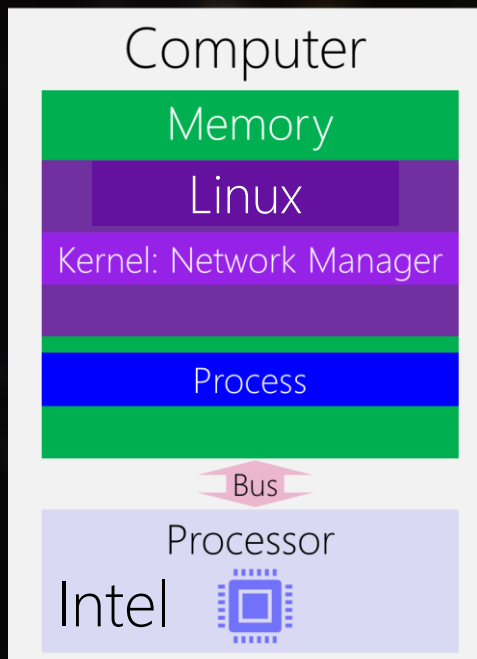 Computer
Memory
Linux
Kernel: Network Manager
Process
Bus
Processor
Intel